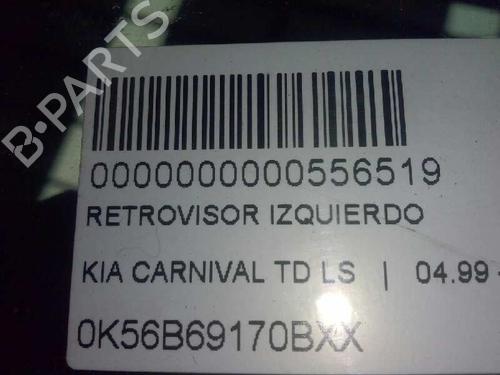 B-PARTS
0000000000556519
RETROVISOR IZQUIERDO
KIA CARNIVAL TD LS | 04.99 -
0K56B69170BXX